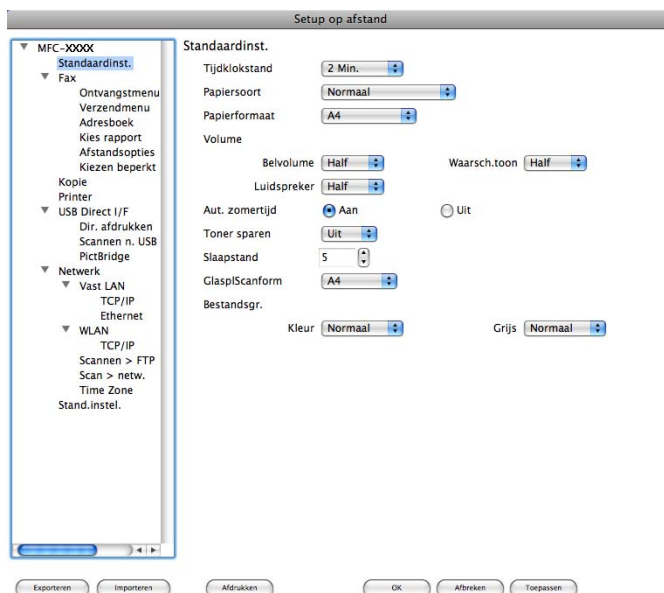 Setup op afstand
MFC-XXXX
Standaardinst.
Fax
Ontvangstmenu
Verzendmenu
Adresboek
Kies rapport
Afstandsopties
Kiezen beperkt
Kopie
Printer
USB Direct I/F
Dir. afdrukken
Scannen n. USB
PictBridge
Netwerk
Vast LAN
TCP/IP
Ethernet
WLAN
TCP/IP
Scannen > FTP
Scan > netw.
Time Zone
Stand.instel.
Standaardinst.
Tijdklokstand 2 Min.
Papiersoort Normaal
Papierformaat A4
Volume
Belvolume Half Waarsch.toon Half
Luidspreker Half
Aut. zomertijd Aan Uit
Toner sparen Uit
Slaapstand 5
GlasplScanform A4
Bestandsgr.
Kleur Normaal Grijs Normaal
Exporteren Importeren Afdrukken OK Afbreken Toepassen